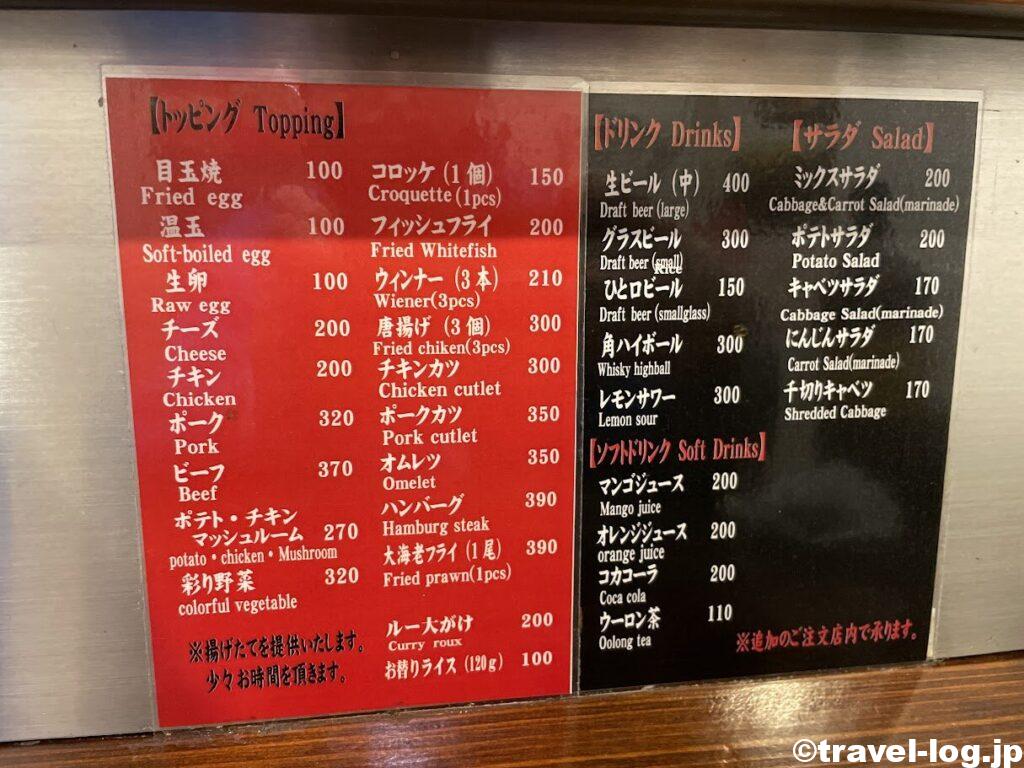 【トッピング Topping】
目玉焼 100
Fried egg
温玉 100
Soft-boiled egg
生卵 100
Raw egg
チーズ 200
Cheese
チキン 200
Chicken
ポーク 320
Pork
ビーフ 370
Beef
ポテト・チキン
マッシュルーム 270
potato・chicken・Mushroom
彩り野菜 320
colorful vegetable
※揚げたてを提供いたします。
少々お時間を頂きます。
コロッケ（1個） 150
Croquette(1pcs)
フィッシュフライ 200
Fried Whitefish
ウィンナー（3本） 210
Wiener(3pcs)
唐揚げ（3個） 300
Fried chiken(3pcs)
チキンカツ 300
Chicken cutlet
ポークカツ 350
Pork cutlet
オムレツ 350
Omelet
ハンバーグ 390
Hamburg steak
大海老フライ（1尾） 390
Fried prawn(1pcs)
ルー大がけ 200
Curry roux
お替りライス（120g） 100
【ドリンク Drinks】
生ビール（中） 400
Draft beer (large)
グラスビール 300
Draft beer (small)
Rice
ひと口ビール 150
Draft beer (smallglass)
角ハイボール 300
Whisky highball
レモンサワー 300
Lemon sour
【ソフトドリンク Soft Drinks】
マンゴジュース 200
Mango juice
オレンジジュース 200
orange juice
コカコーラ 200
Coca cola
ウーロン茶 110
Oolong tea
【サラダ Salad】
ミックスサラダ 200
Cabbage&Carrot Salad(marinade)
ポテトサラダ 200
Potato Salad
キャベツサラダ 170
Cabbage Salad(marinade)
にんじんサラダ 170
Carrot Salad(marinade)
千切りキャベツ 170
Shredded Cabbage
※追加のご注文店内で承ります。
©travel-log.jp